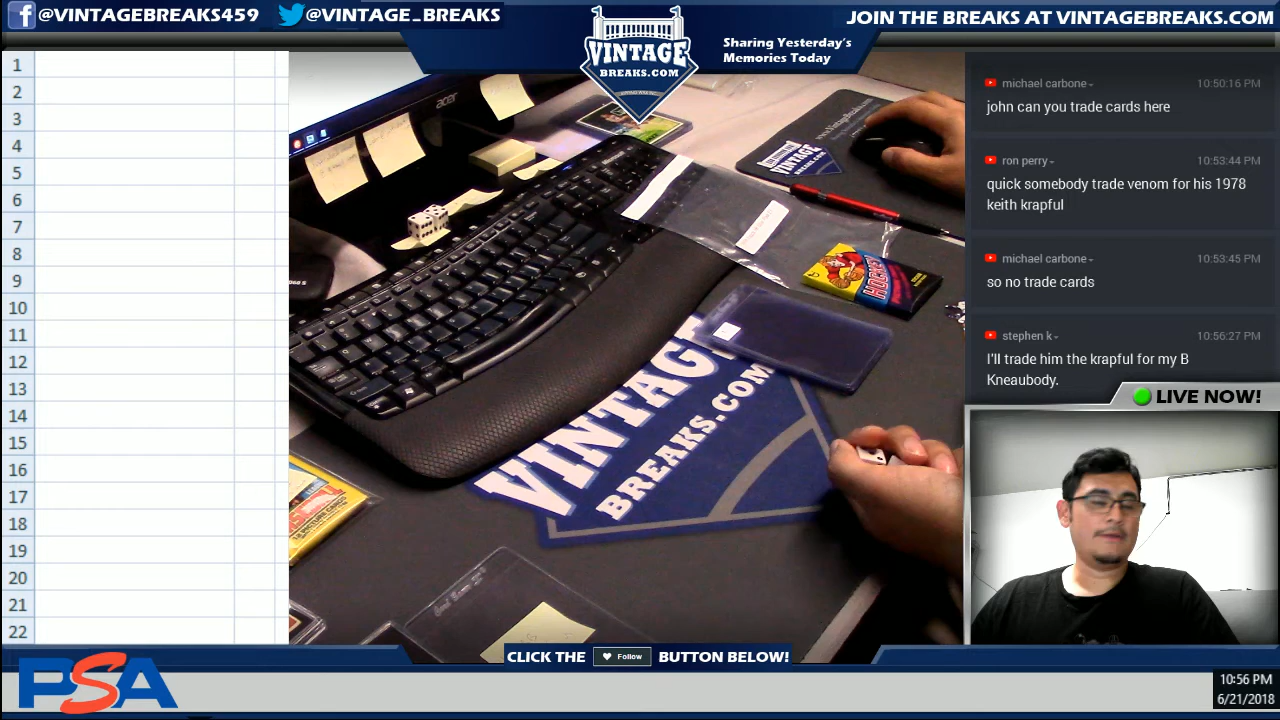 @VINTAGEBREAKS459
@VINTAGE_BREAKS
VINTAGE
BREAKS.COM
Sharing Yesterday's
Memories Today
JOIN THE BREAKS AT VINTAGEBREAKS.COM
1
2
3
4
5
6
7
8
9
10
11
12
13
14
15
16
17
18
19
20
21
22
acer
VINTAGE
HOCKEY
VINTAGE
BREAKS.COM
michael carbone
10:50:16 PM
john can you trade cards here
ron perry
10:53:44 PM
quick somebody trade venom for his 1978
keith krapful
michael carbone
10:53:45 PM
so no trade cards
stephen k
10:56:27 PM
I'll trade him the krapful for my B
Kneaubody.
LIVE NOW!
CLICK THE
Follow
BUTTON BELOW!
PSA
10:56 PM
6/21/2018